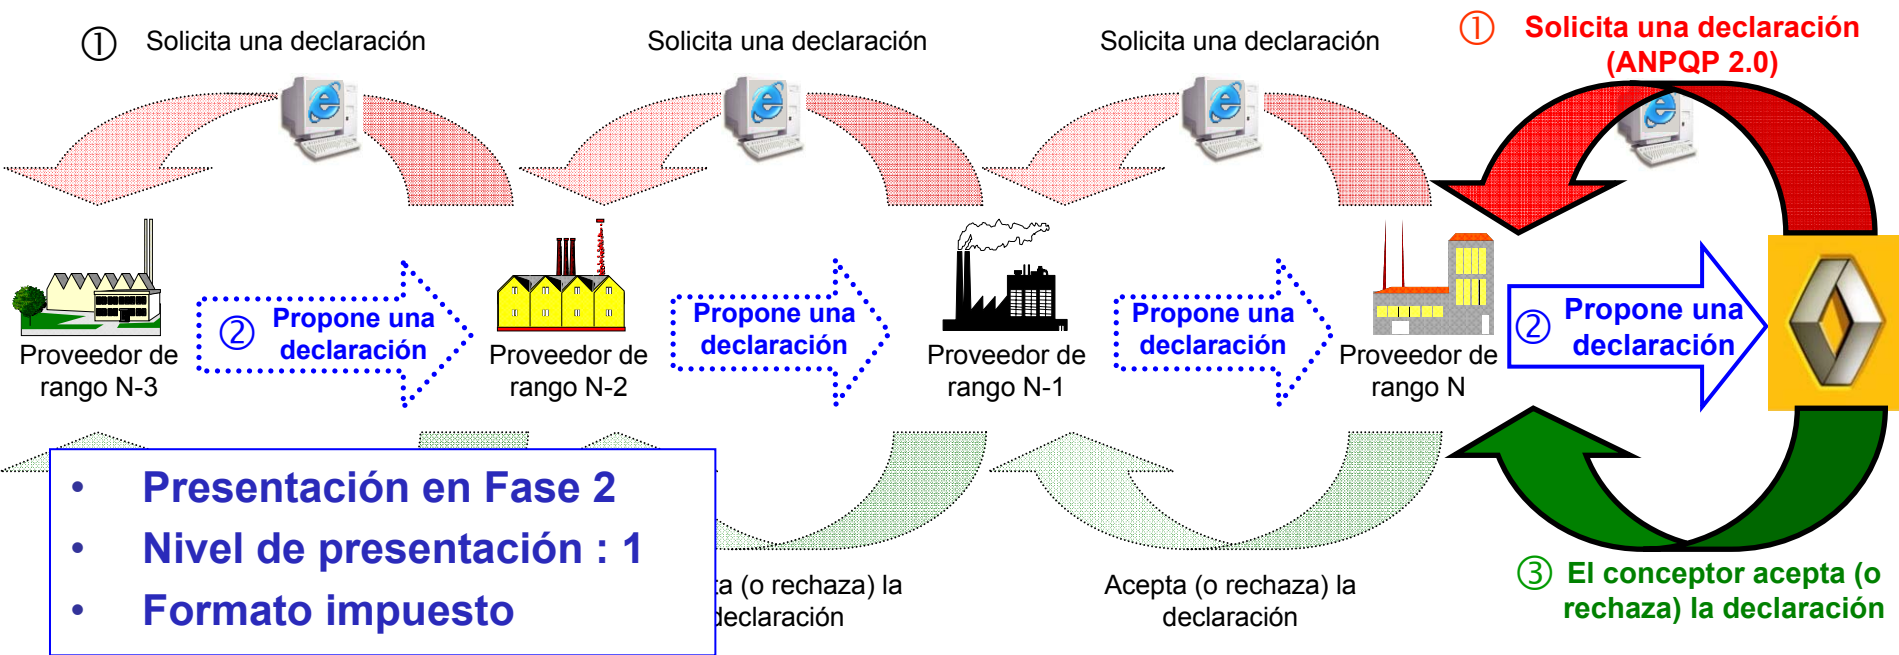 ① Solicita una declaración
Solicita una declaración
Solicita una declaración
① Solicita una declaración
(ANPQP 2.0)
② Propone una
declaración
Propone una
declaración
Propone una
declaración
② Propone una
declaración
Proveedor de
rango N-3
Proveedor de
rango N-2
Proveedor de
rango N-1
Proveedor de
rango N
• Presentación en Fase 2
• Nivel de presentación : 1
• Formato impuesto
(o rechaza) la
declaración
Acepta (o rechaza) la
declaración
③ El conceptor acepta (o
rechaza) la declaración